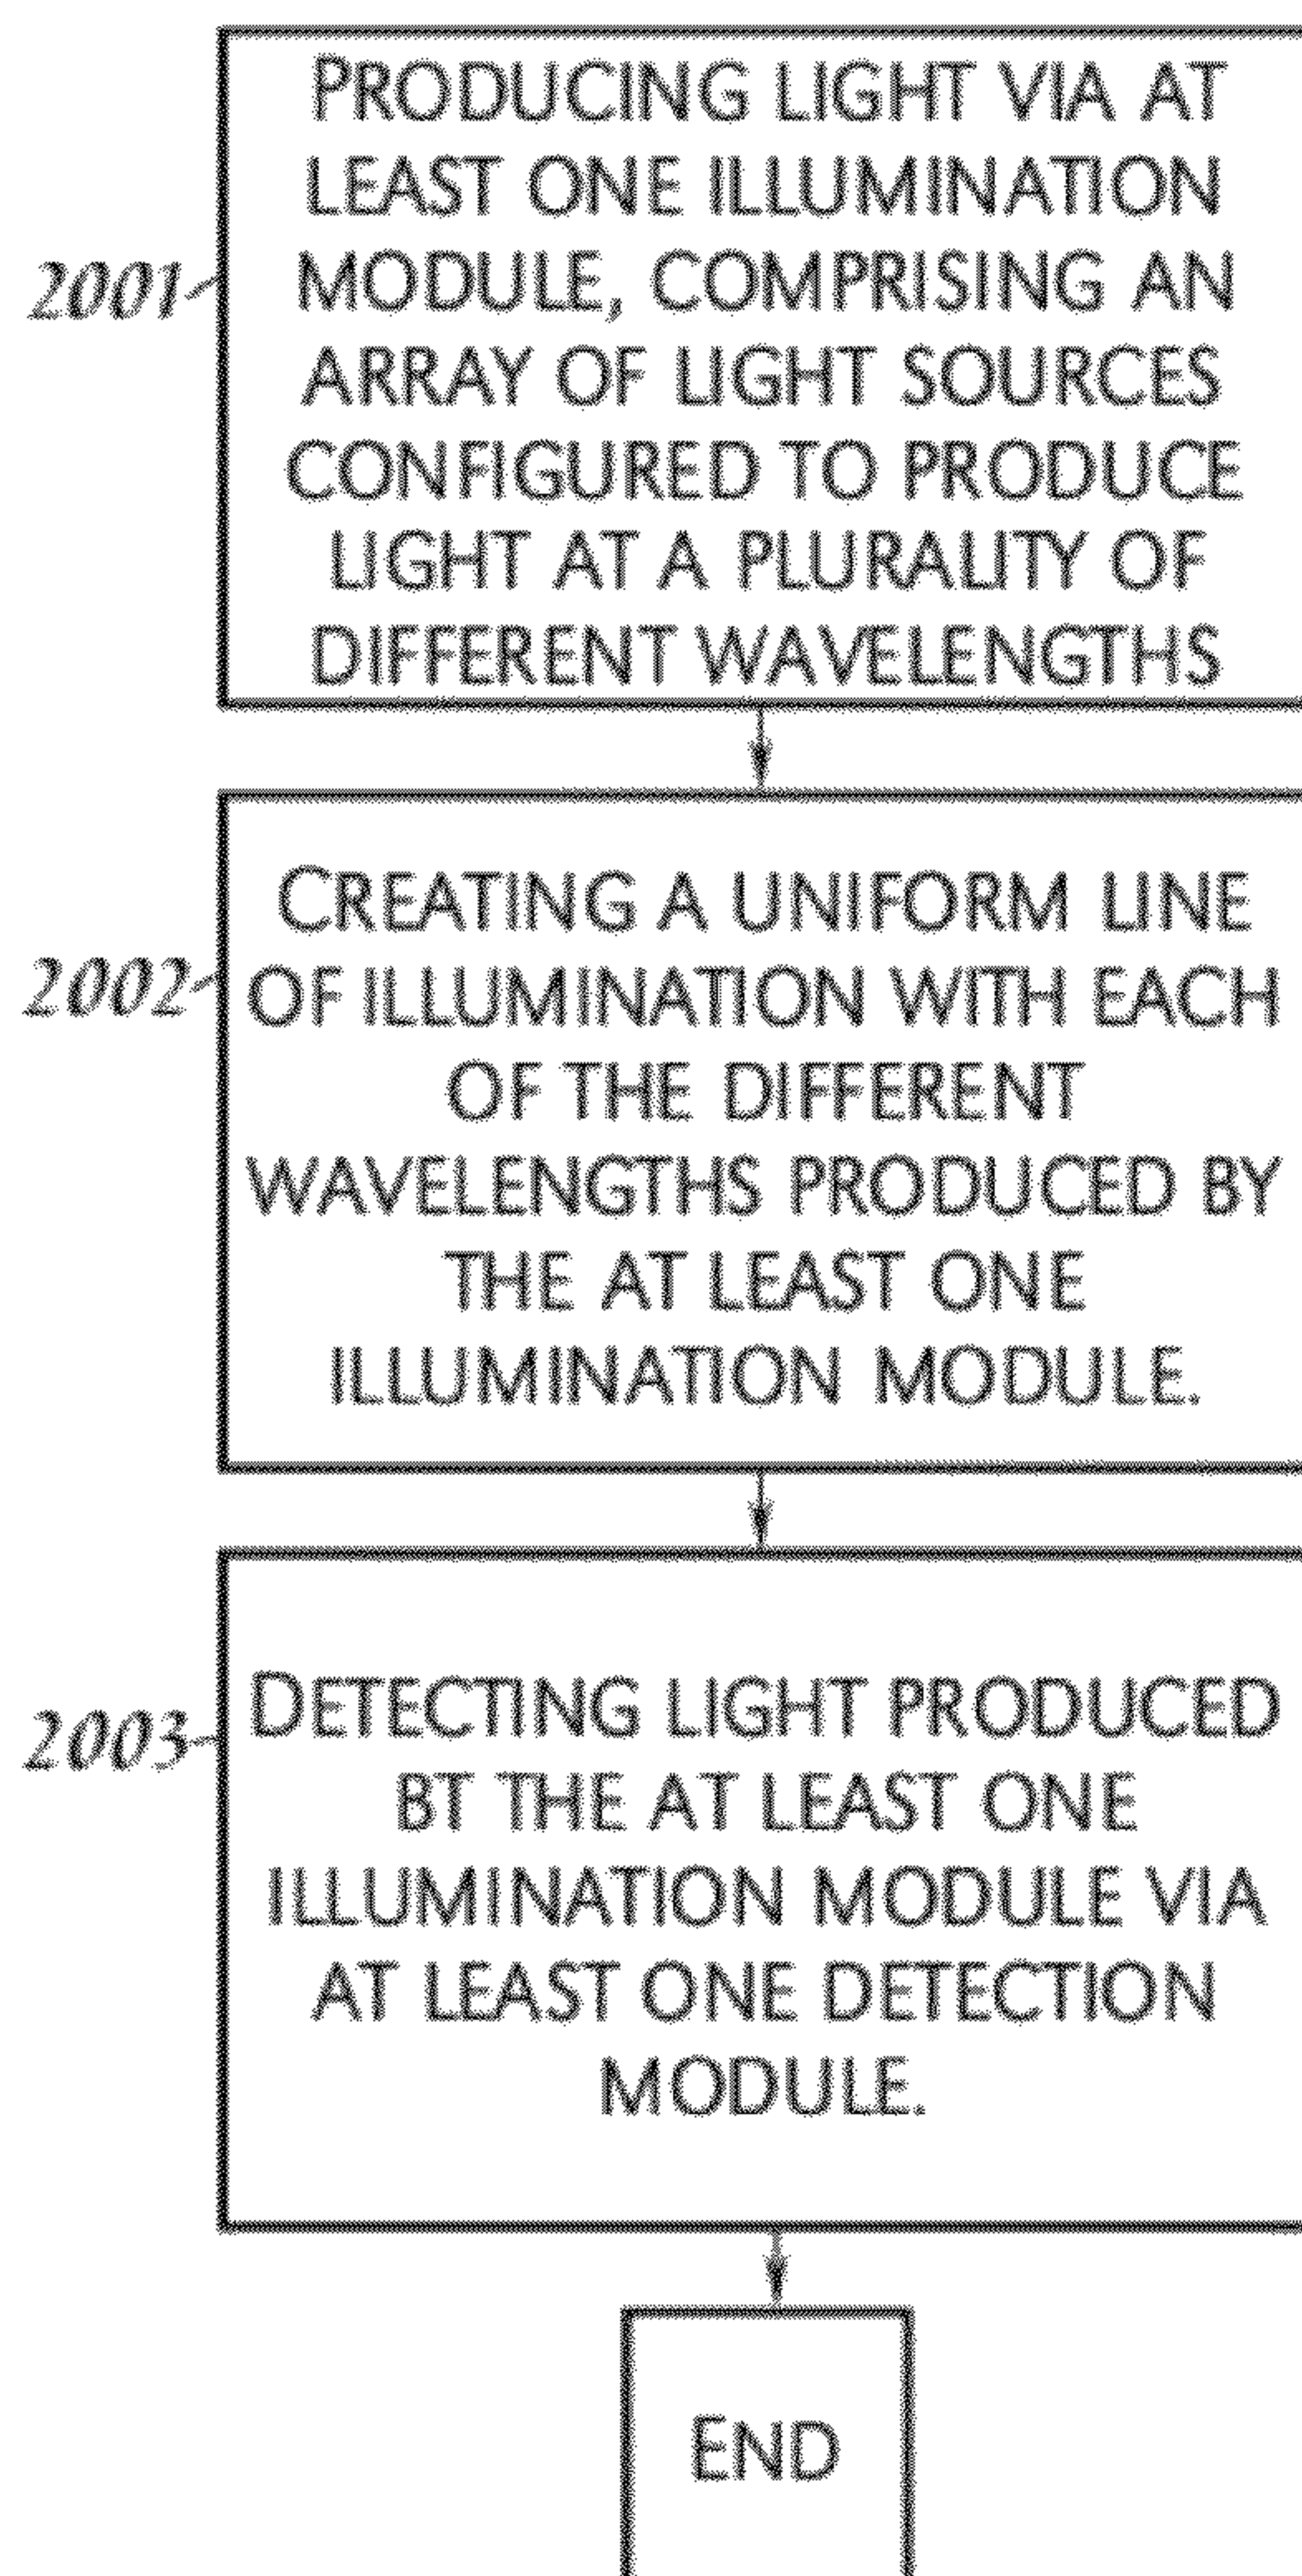 PRODUCING LIGHT VIA AT
LEAST ONE ILLUMINATION
MODULE, COMPRISING AN
2001
ARRAY OF LIGHT SOURCES
CONFIGURED TO PRODUCE
LIGHT AT A PLURALITY OF
DIFFERENT WAVELENGTHS
CREATING A UNIFORM LINE
2002
OF ILLUMINATION WITH EACH
OF THE DIFFERENT
WAVELENGTHS PRODUCED BY
THE AT LEAST ONE
ILLUMINATION MODULE.
DETECTING LIGHT PRODUCED
2003
BT THE AT LEAST ONE
ILLUMINATION MODULE VIA
AT LEAST ONE DETECTION
MODULE.
END